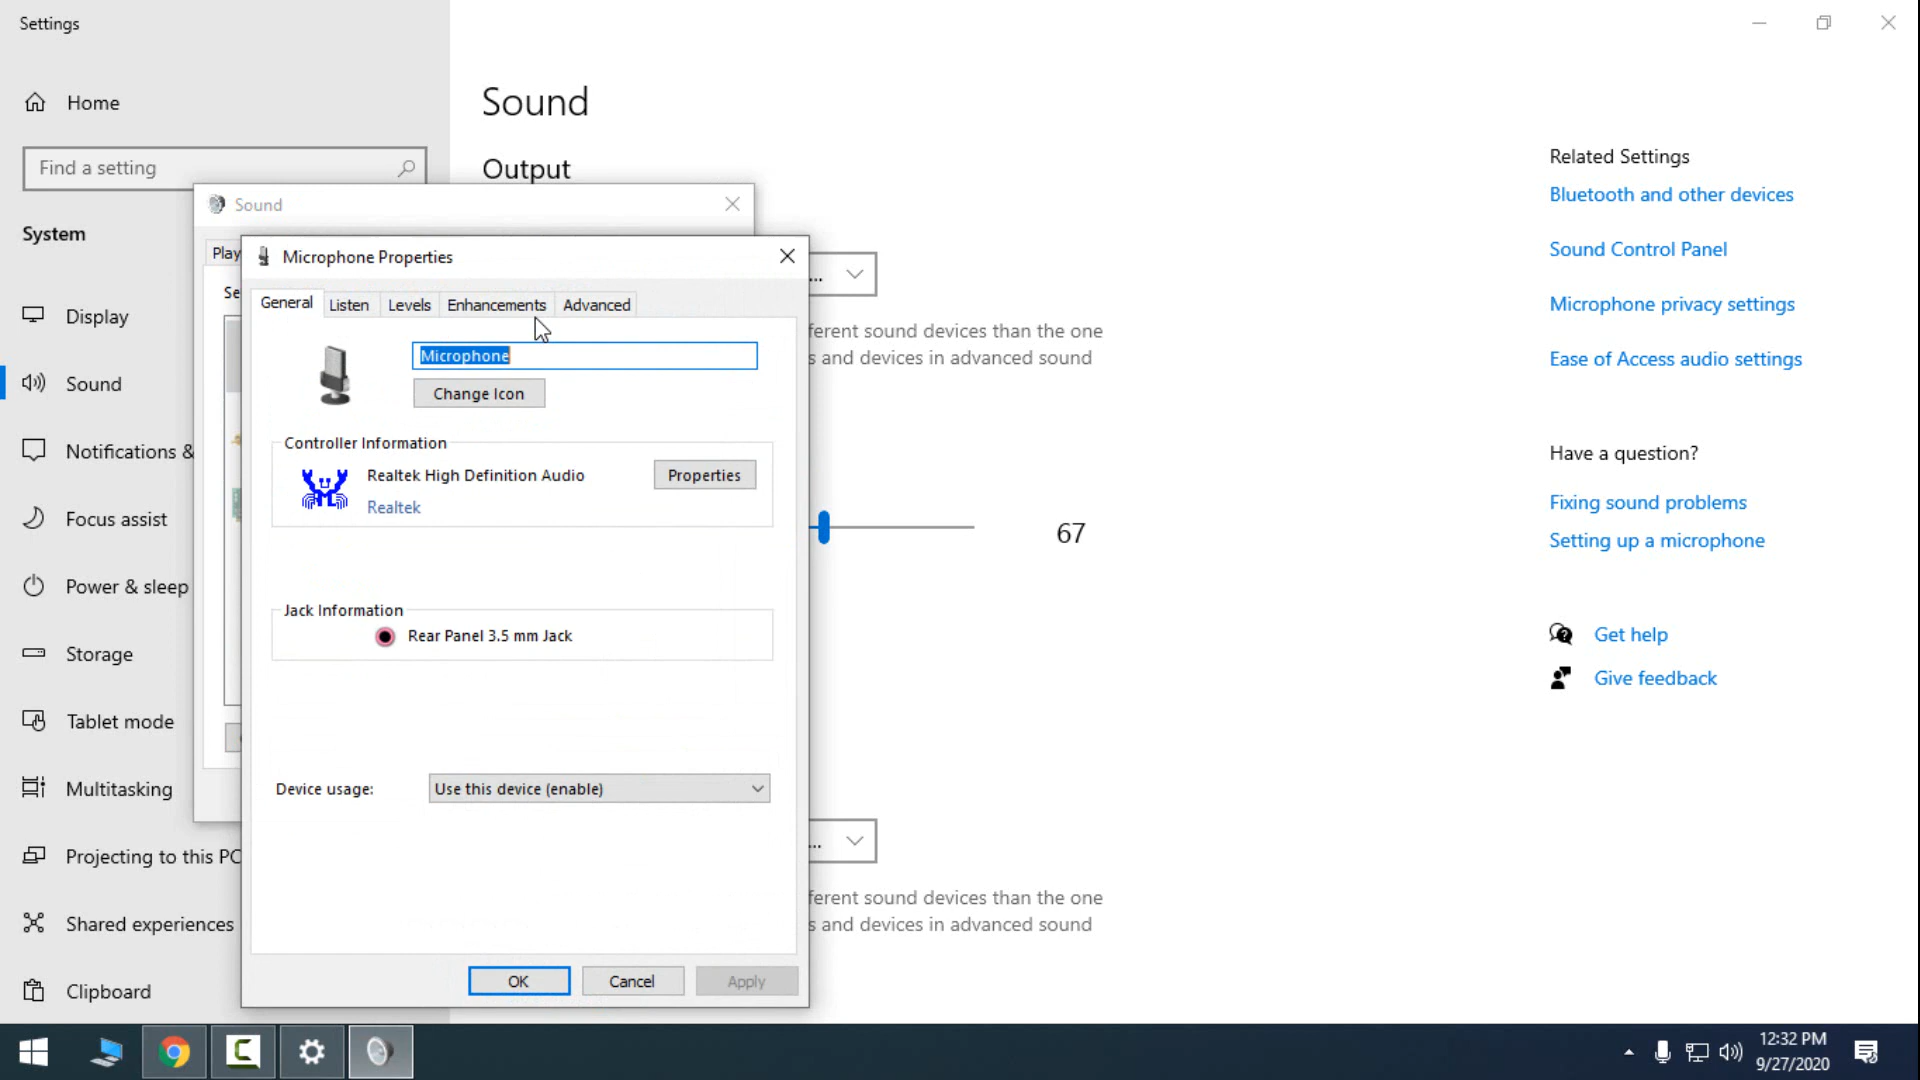 Settings
Home
Find a setting
System
Display
Sound
Notifications &
Focus assist
Power & sleep
Storage
Tablet mode
Multitasking
Projecting to this PC
Shared experiences
Clipboard
Sound
Output
Sound
Play
Se
Microphone Properties
General Listen Levels Enhancements Advanced
Microphone
Change Icon
Controller Information
Realtek High Definition Audio
Properties
Realtek
Jack Information
Rear Panel 3.5 mm Jack
Device usage:
Use this device (enable)
OK Cancel Apply
...
ferent sound devices than the one
s and devices in advanced sound
67
...
ferent sound devices than the one
s and devices in advanced sound
Related Settings
Bluetooth and other devices
Sound Control Panel
Microphone privacy settings
Ease of Access audio settings
Have a question?
Fixing sound problems
Setting up a microphone
Get help
Give feedback
12:32 PM
9/27/2020